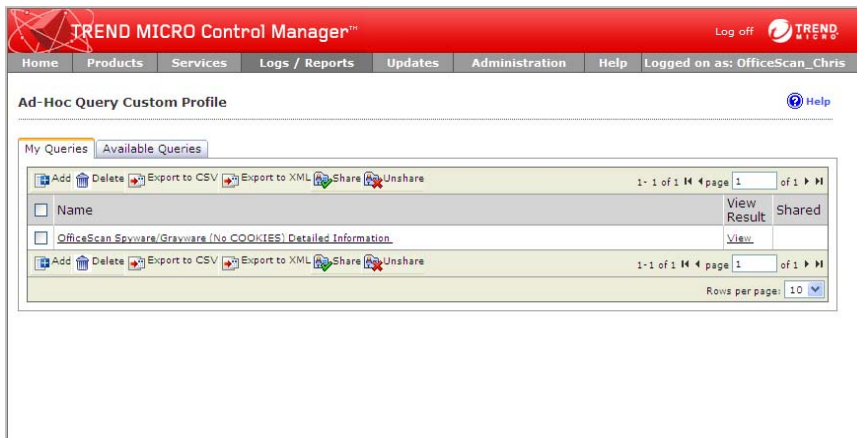 TREND MICRO Control Manager™
Log off
TREND MICRO
Home Products Services Logs / Reports Updates Administration Help Logged on as: OfficeScan_Chris
Ad-Hoc Query Custom Profile
Help
My Queries Available Queries
Add Delete Export to CSV Export to XML Share Unshare 1- 1 of 1 page 1 of 1
Name View Result Shared
OfficeScan Spyware/Grayware (No COOKIES) Detailed Information View
Add Delete Export to CSV Export to XML Share Unshare 1-1 of 1 page 1 of 1
Rows per page: 10